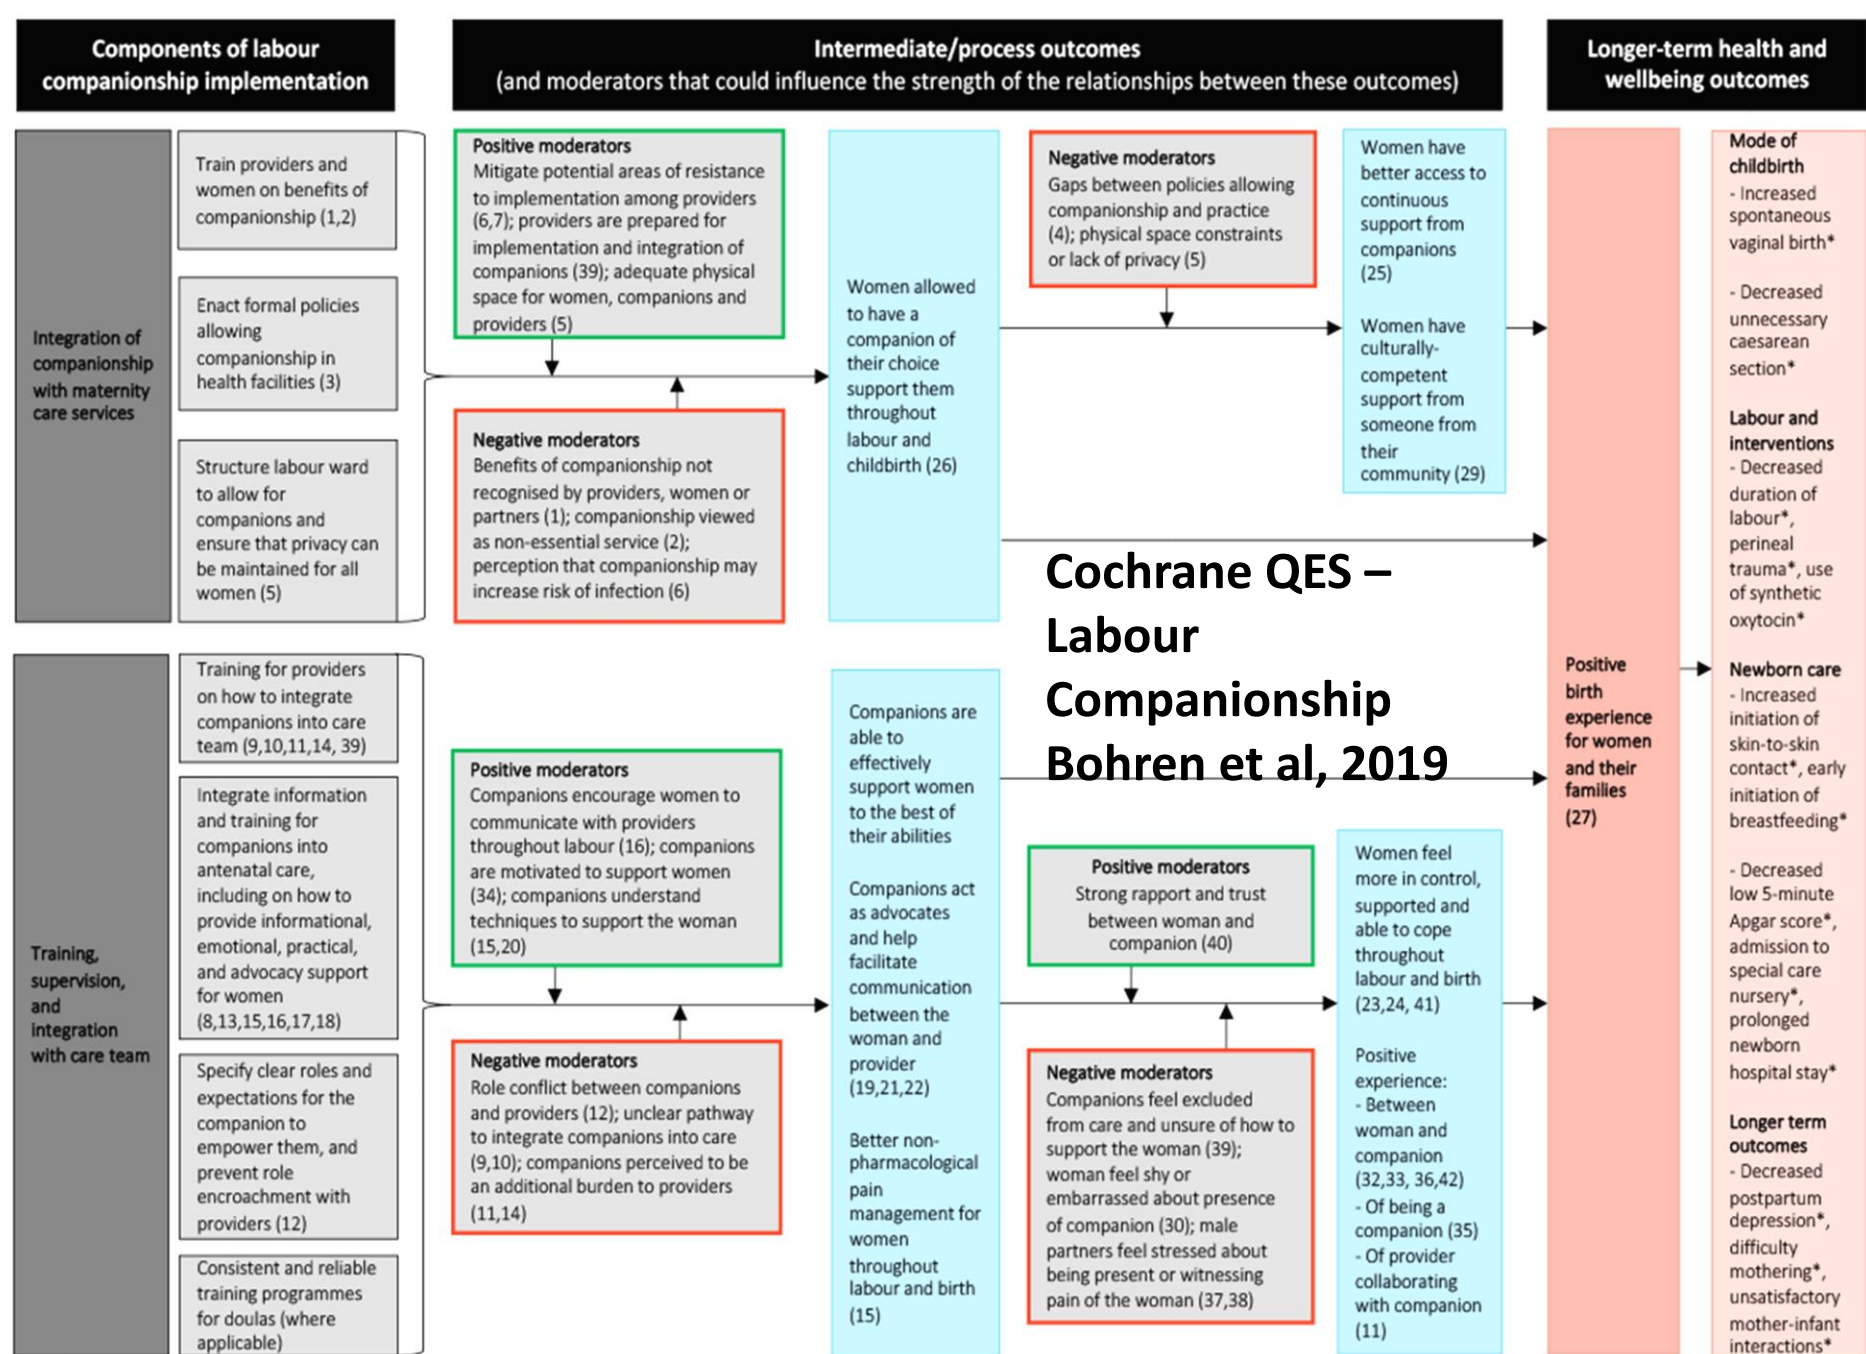 Components of labour
companionship implementation
Intermediate/process outcomes
(and moderators that could influence the strength of the relationships between these outcomes)
Longer-term health and
wellbeing outcomes
Integration of
companionship
with maternity
care services
Train providers and
women on benefits of
companionship (1,2)
Enact formal policies
allowing
companionship in
health facilities (3)
Structure labour ward
to allow for
companions and
ensure that privacy can
be maintained for all
women (5)
Positive moderators
Mitigate potential areas of resistance
to implementation among providers
(6,7); providers are prepared for
implementation and integration of
companions (39); adequate physical
space for women, companions and
providers (5)
Negative moderators
Benefits of companionship not
recognised by providers, women or
partners (1); companionship viewed
as non-essential service (2);
perception that companionship may
increase risk of infection (6)
Women allowed
to have a
companion of
their choice
support them
throughout
labour and
childbirth (26)
Negative moderators
Gaps between policies allowing
companionship and practice
(4); physical space constraints
or lack of privacy (5)
Women have
better access to
continuous
support from
companions
(25)
Women have
culturally-
competent
support from
someone from
their
community (29)
Cochrane QES –
Labour
Companionship
Bohren et al, 2019
Training,
supervision,
and
integration
with care team
Training for providers
on how to integrate
companions into care
team (9,10,11,14, 39)
Integrate information
and training for
companions into
antenatal care,
including on how to
provide informational,
emotional, practical,
and advocacy support
for women
(8,13,15,16,17,18)
Specify clear roles and
expectations for the
companion to
empower them, and
prevent role
encroachment with
providers (12)
Consistent and reliable
training programmes
for doulas (where
applicable)
Positive moderators
Companions encourage women to
communicate with providers
throughout labour (16); companions
are motivated to support women
(34); companions understand
techniques to support the woman
(15,20)
Negative moderators
Role conflict between companions
and providers (12); unclear pathway
to integrate companions into care
(9,10); companions perceived to be
an additional burden to providers
(11,14)
Companions are
able to
effectively
support women
to the best of
their abilities
Companions act
as advocates
and help
facilitate
communication
between the
woman and
provider
(19,21,22)
Better non-
pharmacological
pain
management for
women
throughout
labour and birth
(15)
Positive moderators
Strong rapport and trust
between woman and
companion (40)
Negative moderators
Companions feel excluded
from care and unsure of how to
support the woman (39);
woman feel shy or
embarrassed about presence
of companion (30); male
partners feel stressed about
being present or witnessing
pain of the woman (37,38)
Women feel
more in control,
supported and
able to cope
throughout
labour and birth
(23,24, 41)
Positive
experience:
- Between
woman and
companion
(32,33, 36,42)
- Of being a
companion (35)
- Of provider
collaborating
with companion
(11)
Positive
birth
experience
for women
and their
families
(27)
Mode of
childbirth
- Increased
spontaneous
vaginal birth*
- Decreased
unnecessary
caesarean
section*
Labour and
interventions
- Decreased
duration of
labour*,
perineal
trauma*, use
of synthetic
oxytocin*
Newborn care
- Increased
initiation of
skin-to-skin
contact*, early
initiation of
breastfeeding*
- Decreased
low 5-minute
Apgar score*,
admission to
special care
nursery*,
prolonged
newborn
hospital stay*
Longer term
outcomes
- Decreased
postpartum
depression*,
difficulty
mothering*,
unsatisfactory
mother-infant
interactions*